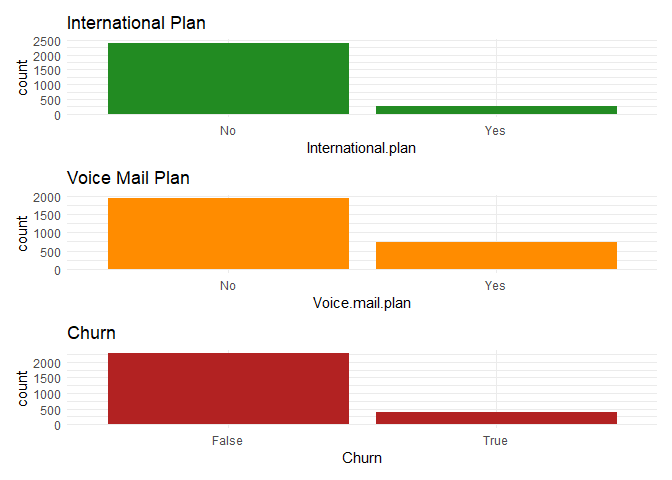 International Plan
2500
2000
1500
1000
500
0
count
No Yes
International.plan
Voice Mail Plan
2000
1500
1000
500
0
count
No Yes
Voice.mail.plan
Churn
2000
1500
1000
500
0
count
False True
Churn